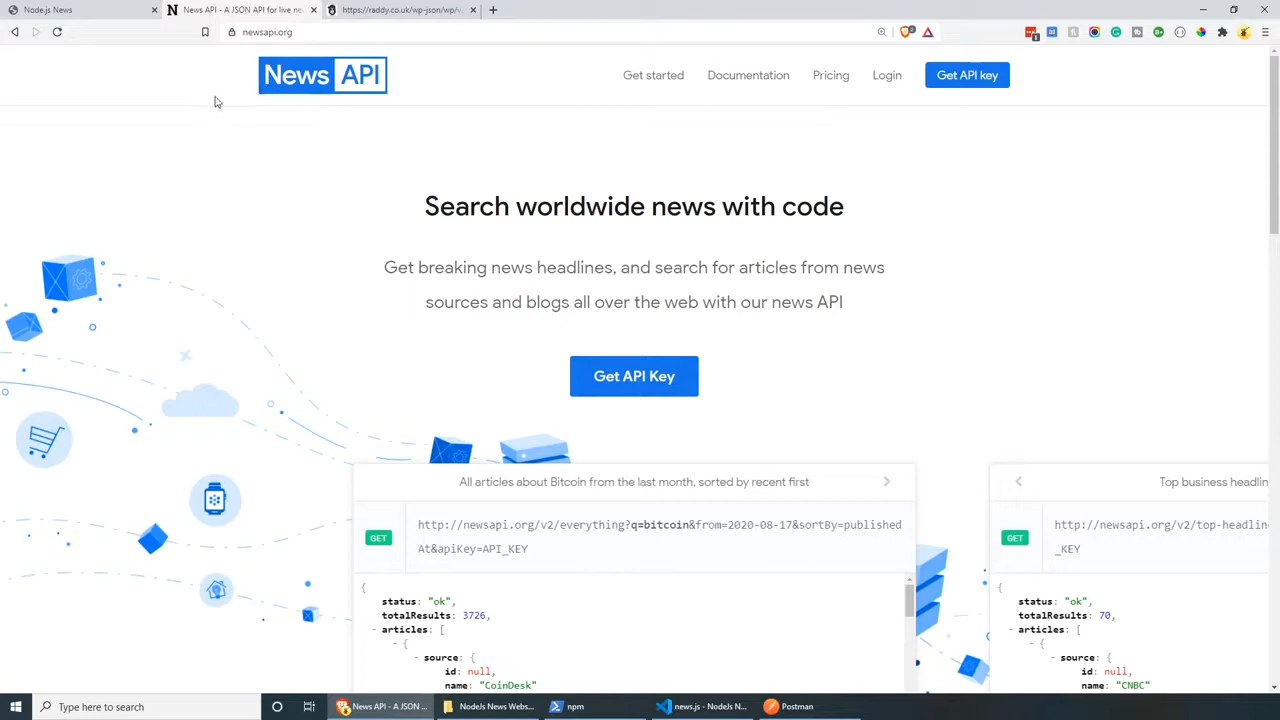 Node.js News
News API - A JSON API for live ne
https://raddy.co.uk/wp-json/wp/v
newsapi.org
News API
Get started
Documentation
Pricing
Login
Get API key
Search worldwide news with code
Get breaking news headlines, and search for articles from news
sources and blogs all over the web with our news API
Get API Key
All articles about Bitcoin from the last month, sorted by recent first
GET
http://newsapi.org/v2/everything?q=bitcoin&from=2020-08-17&sortBy=published
At&apiKey=API_KEY
{
status: "ok",
totalResults: 3726,
- articles: [
- {
- source: {
id: null,
name: "CoinDesk"
Top business headlin
GET
http://newsapi.org/v2/top-headline
_KEY
{
status: "ok",
totalResults: 70,
- articles: [
- {
- source: {
id: null,
name: "CNBC"
Type here to search
News API - A JSON ...
NodeJs News Webs...
npm
news.js - NodeJs N...
Postman